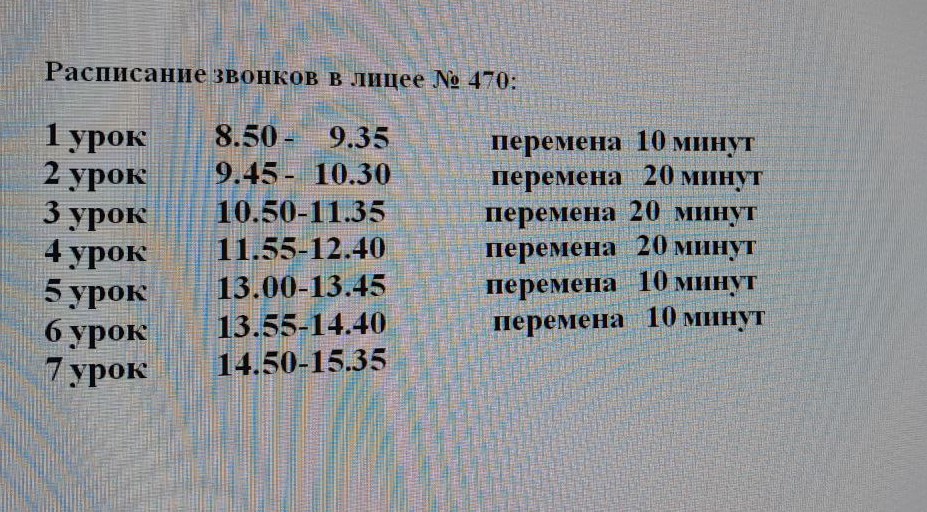 Расписание звонков в лицее № 470:
1 урок 8.50 - 9.35 перемена 10 минут
2 урок 9.45 - 10.30 перемена 20 минут
3 урок 10.50-11.35 перемена 20 минут
4 урок 11.55-12.40 перемена 20 минут
5 урок 13.00-13.45 перемена 10 минут
6 урок 13.55-14.40 перемена 10 минут
7 урок 14.50-15.35